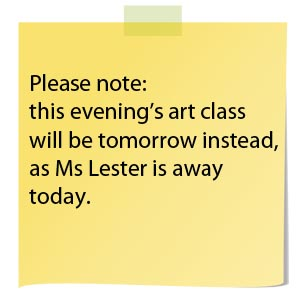 Please note:
this evening’s art class
will be tomorrow instead,
as Ms Lester is away
today.